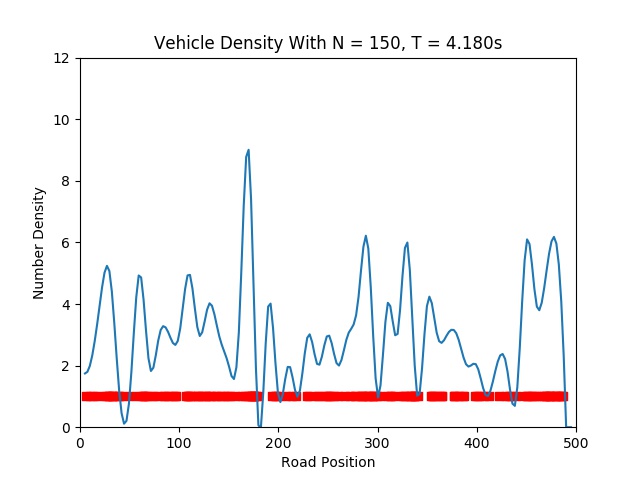 Vehicle Density With N = 150, T = 4.180s
12
10
8
6
4
2
0
Number Density
0 100 200 300 400 500
Road Position